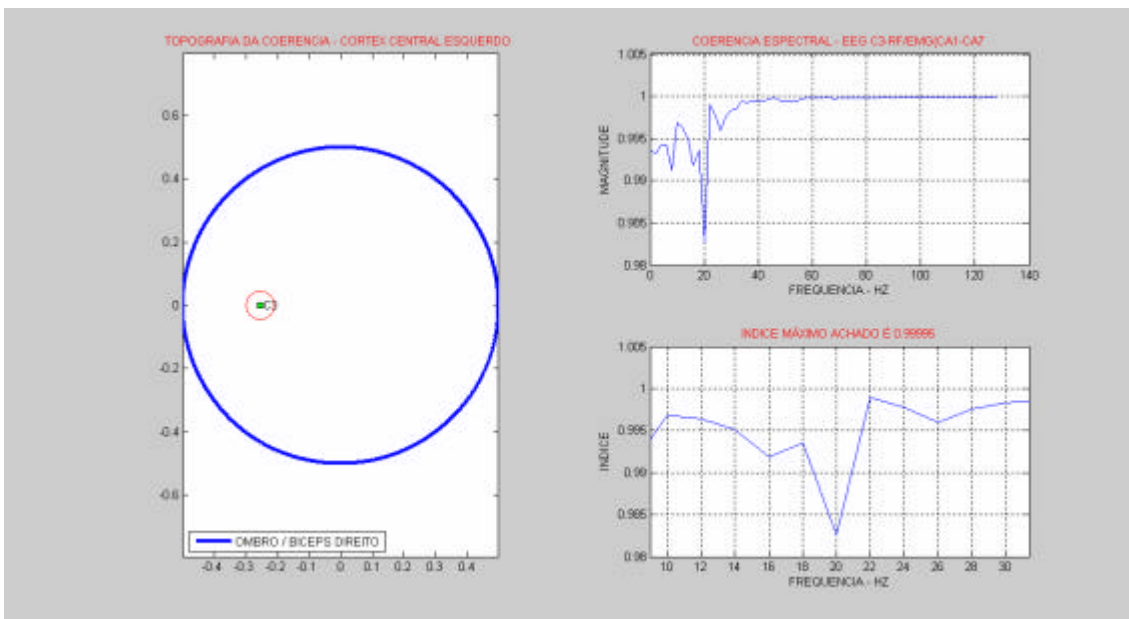 TOPOGRAFIA DA COERENCIA - CORTEX CENTRAL ESQUERDO
0.6
0.4
0.2
0
-0.2
-0.4
-0.6
C3
OMBRO / BICEPS DIREITO
-0.4 -0.3 -0.2 -0.1 0 0.1 0.2 0.3 0.4
COERENCIA ESPECTRAL - EEG C3-RF/EMG(CA1-CA7
1.005
1
0.995
0.99
0.985
0.98
MAGNITUDE
0 20 40 60 80 100 120 140
FREQUENCIA - HZ
INDICE MÁXIMO ACHADO É 0.99995
1.005
1
0.995
0.99
0.985
0.98
INDICE
10 12 14 16 18 20 22 24 26 28 30
FREQUENCIA - HZ